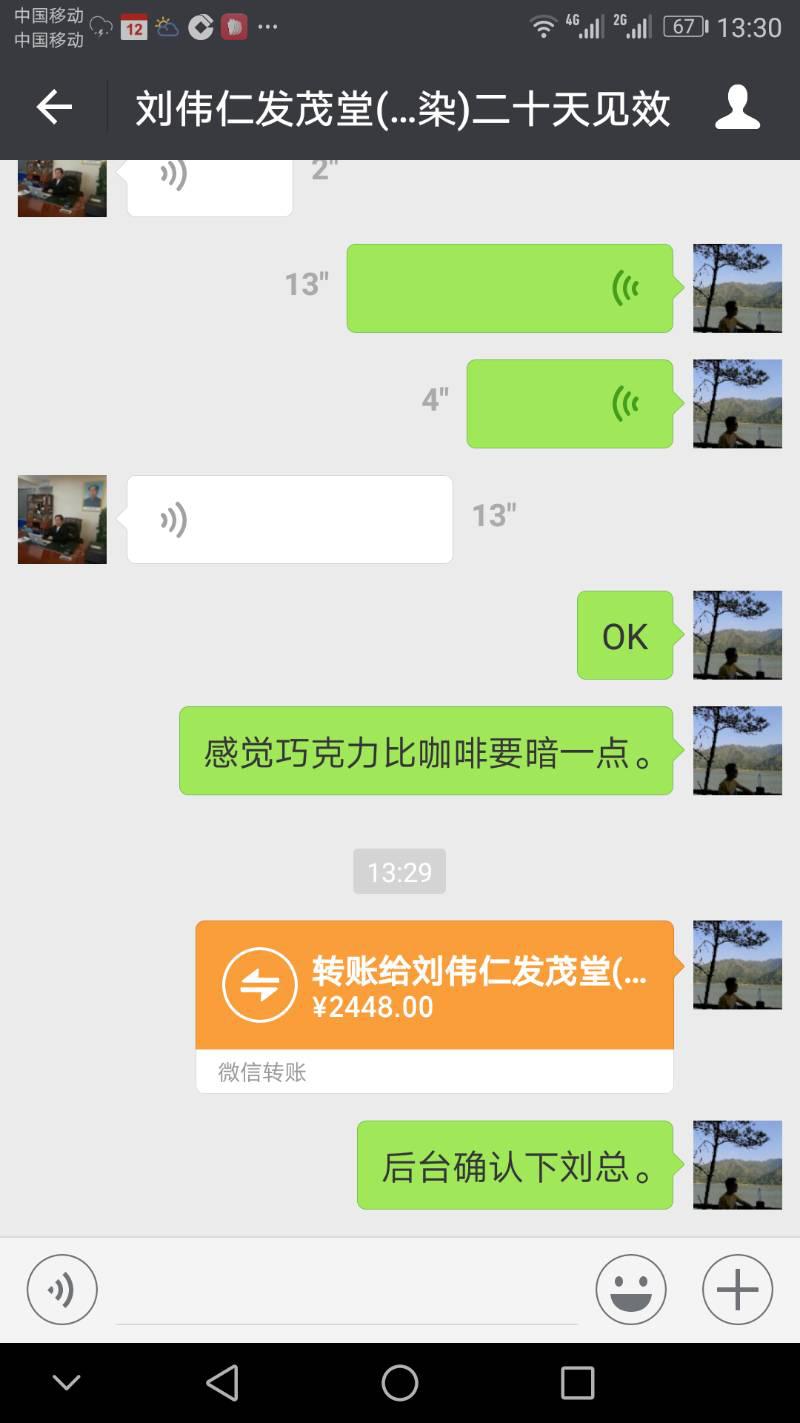 中国移动
中国移动
12
4G
2G
67
13:30
刘伟仁发茂堂(...染)二十天见效
2"
13"
4"
13"
OK
感觉巧克力比咖啡要暗一点。
13:29
转账给刘伟仁发茂堂(...
¥2448.00
微信转账
后台确认下刘总。